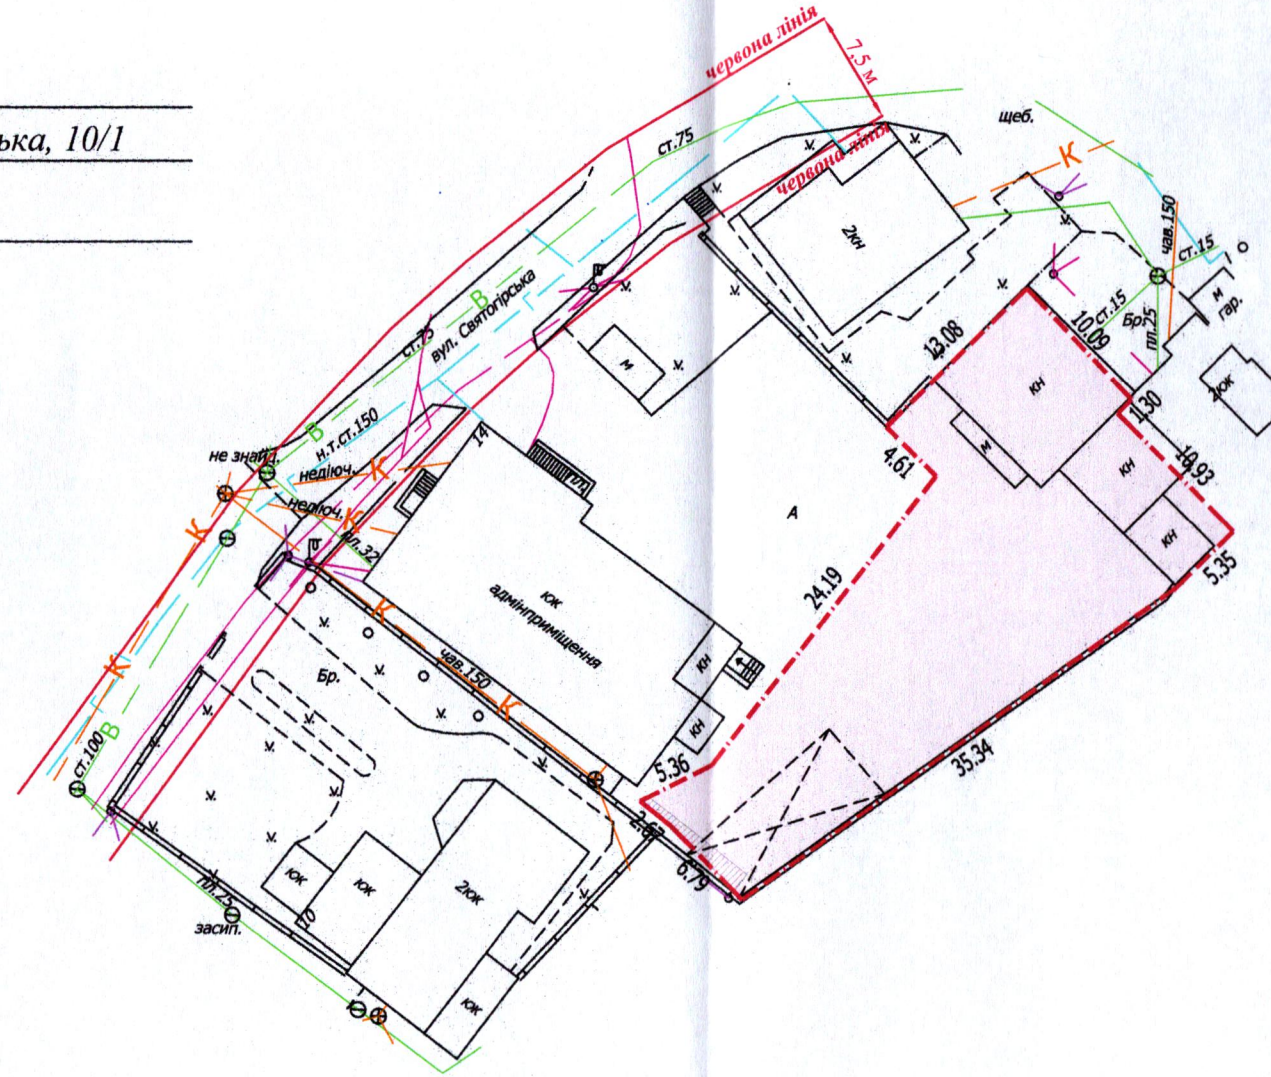 ька, 10/1
червона лінія
7,5 м
червона лінія
ст.75
щеб.
К
2кн
чав.150
ст.15
ст.15
Бр.
пл.25
м
гар.
2юк
В
вул. Святогірська
ст.75
м
13.08
10.09
кн
1.30
м
кн
10.93
кн
5.35
4.61
А
24.19
35.34
В
н.т.ст.150
14
не знайд.
недіюч.
К
недіюч.
К
К
пл.32
пл.
юк
адмінприміщення
К
чав.150
К
кн
кн
5.36
2.67
6.79
К
В
ст.100
Бр.
юк
юк
10
2юк
юк
пл.25
засип.